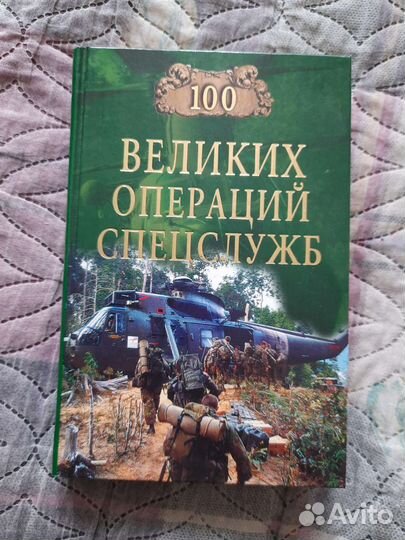 100
ВЕЛИКИХ
ОПЕРАЦИЙ
СПЕЦСЛУЖБ
Avito